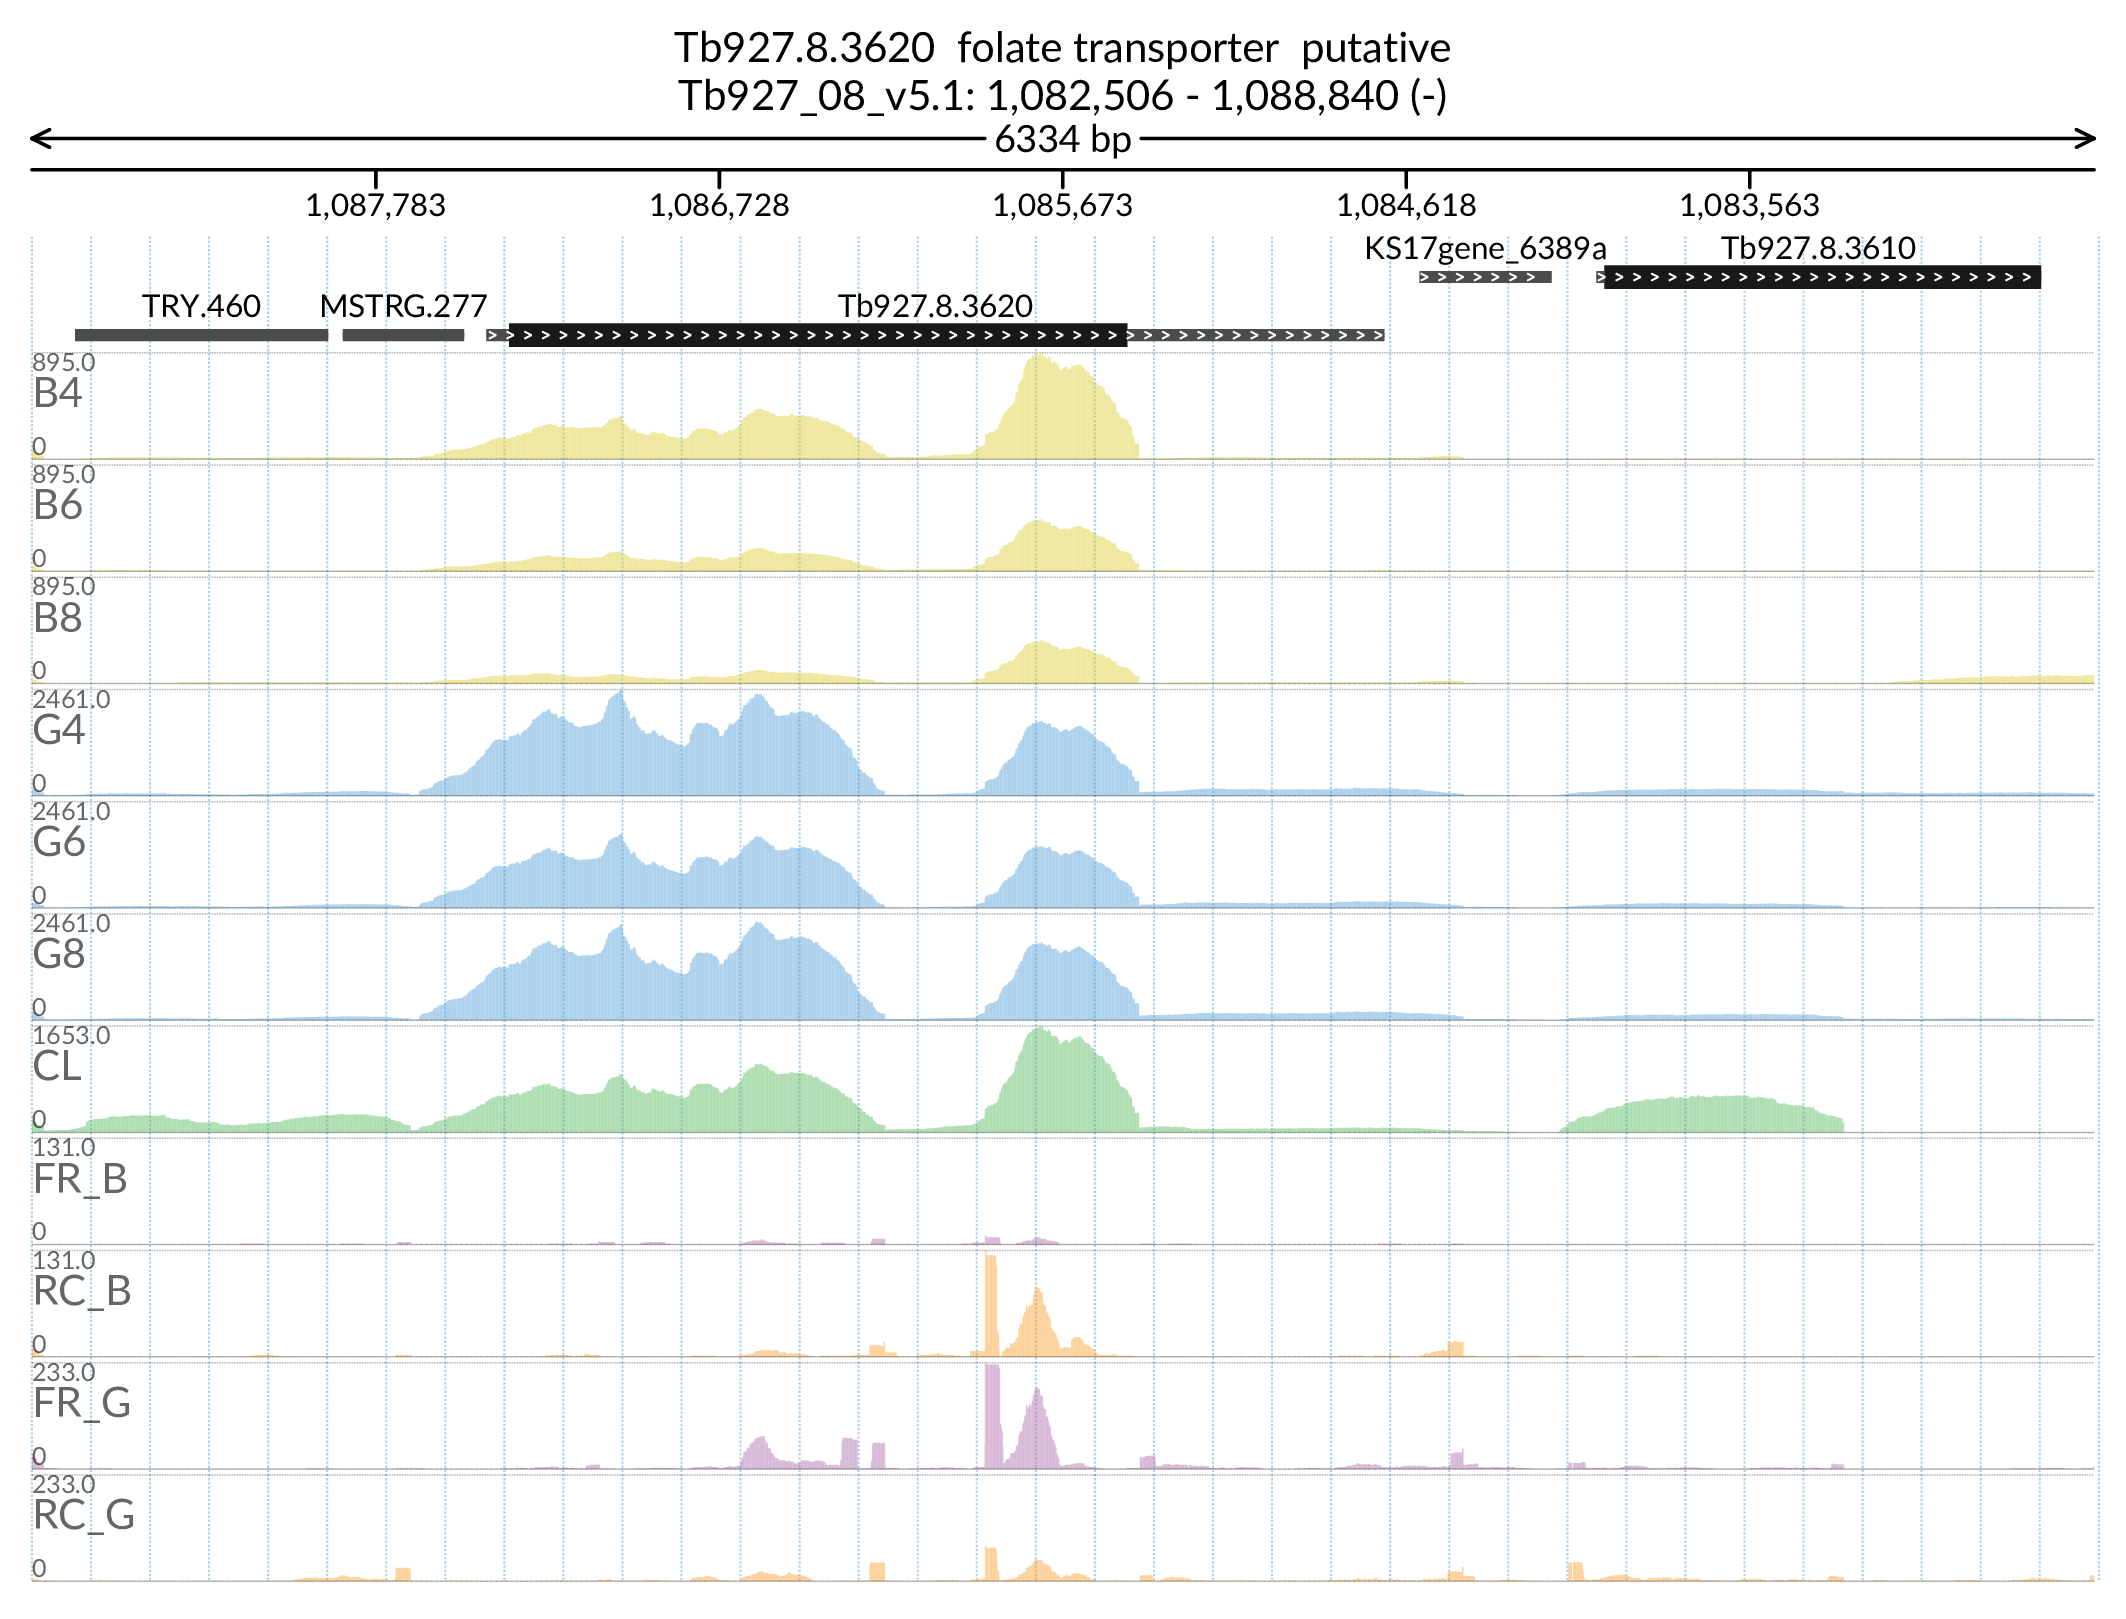 Tb927.8.3620 folate transporter putative
Tb927_08_v5.1: 1,082,506 - 1,088,840 (-)
6334 bp
1,087,783 1,086,728 1,085,673 1,084,618 1,083,563
KS17gene_6389a Tb927.8.3610
TRY.460 MSTRG.277 Tb927.8.3620
895.0
B4
0
895.0
B6
0
895.0
B8
0
2461.0
G4
0
2461.0
G6
0
2461.0
G8
0
1653.0
CL
0
131.0
FR_B
0
131.0
RC_B
0
233.0
FR_G
0
233.0
RC_G
0